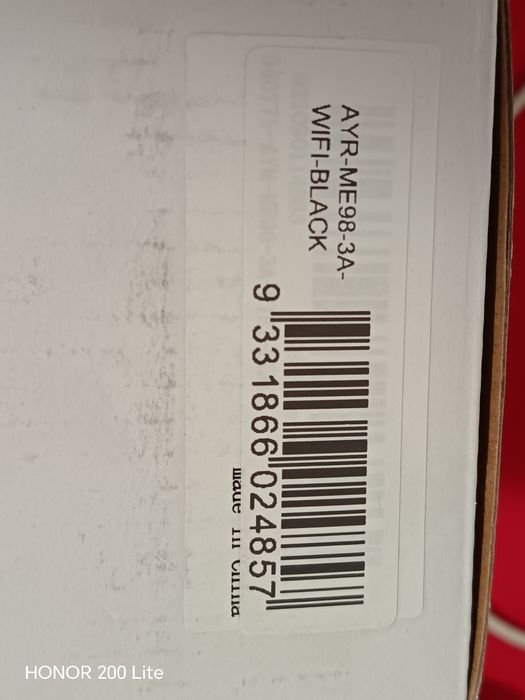 AYR-ME98-3A-
WIFI-BLACK
9 331866 024857
Made in China
HONOR 200 Lite